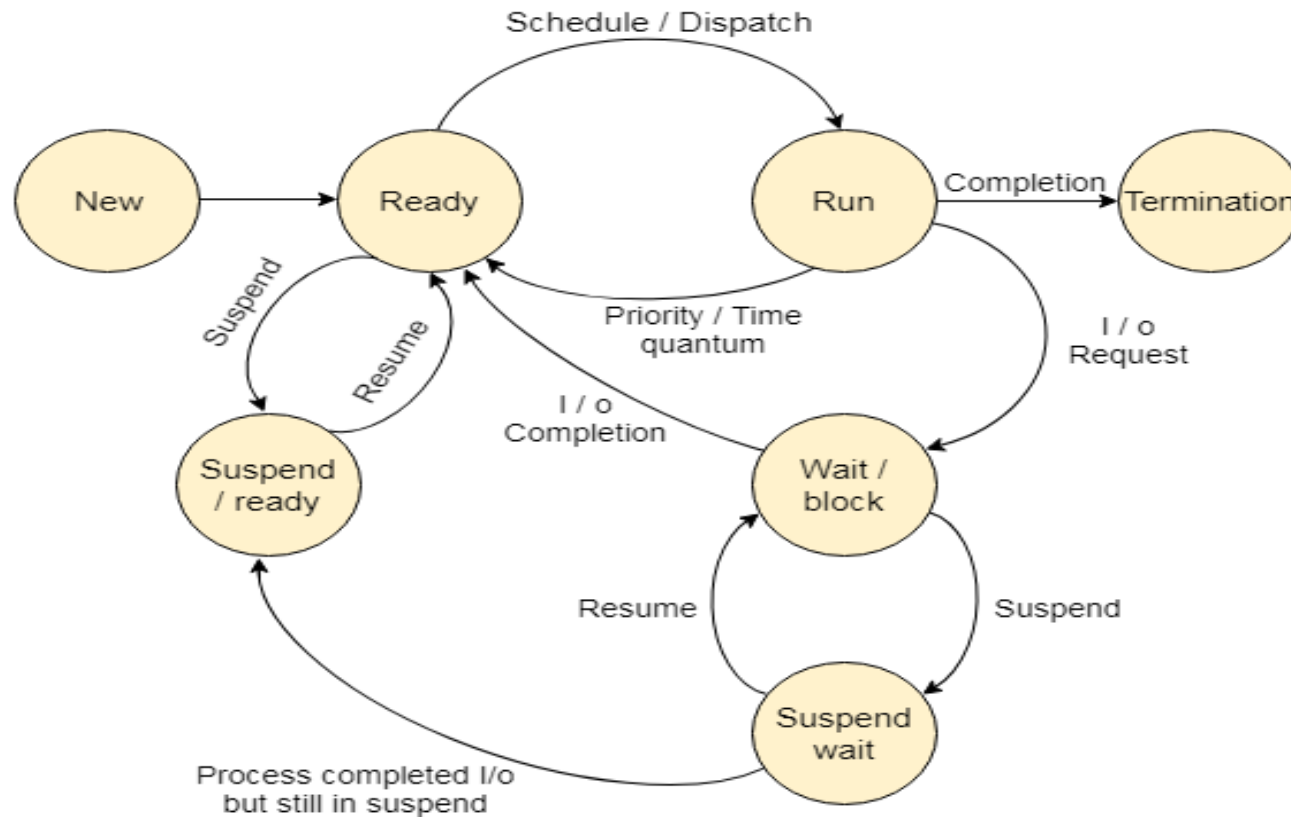 Schedule / Dispatch
New
Ready
Run
Completion
Termination
Suspend
Resume
Priority / Time
quantum
I / o
Request
I / o
Completion
Suspend
/ ready
Wait /
block
Resume
Suspend
Suspend
wait
Process completed I/o
but still in suspend